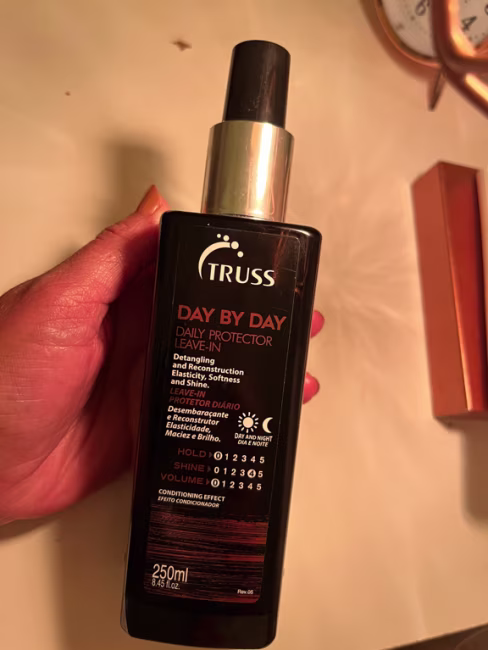 TRUSS
DAY BY DAY
DAILY PROTECTOR
LEAVE-IN
Detangling
and Reconstruction
Elasticity, Softness
and Shine.
LEAVE-IN
PROTETOR DIÁRIO
Desembaraçante
e Reconstrutor
Elasticidade,
Maciez e Brilho.
DAY AND NIGHT
DIA E NOITE
HOLD 0 1 2 3 4 5
SHINE 0 1 2 3 4 5
VOLUME 0 1 2 3 4 5
CONDITIONING EFFECT
EFEITO CONDICIONADOR
250ml
8.45 fl.oz.